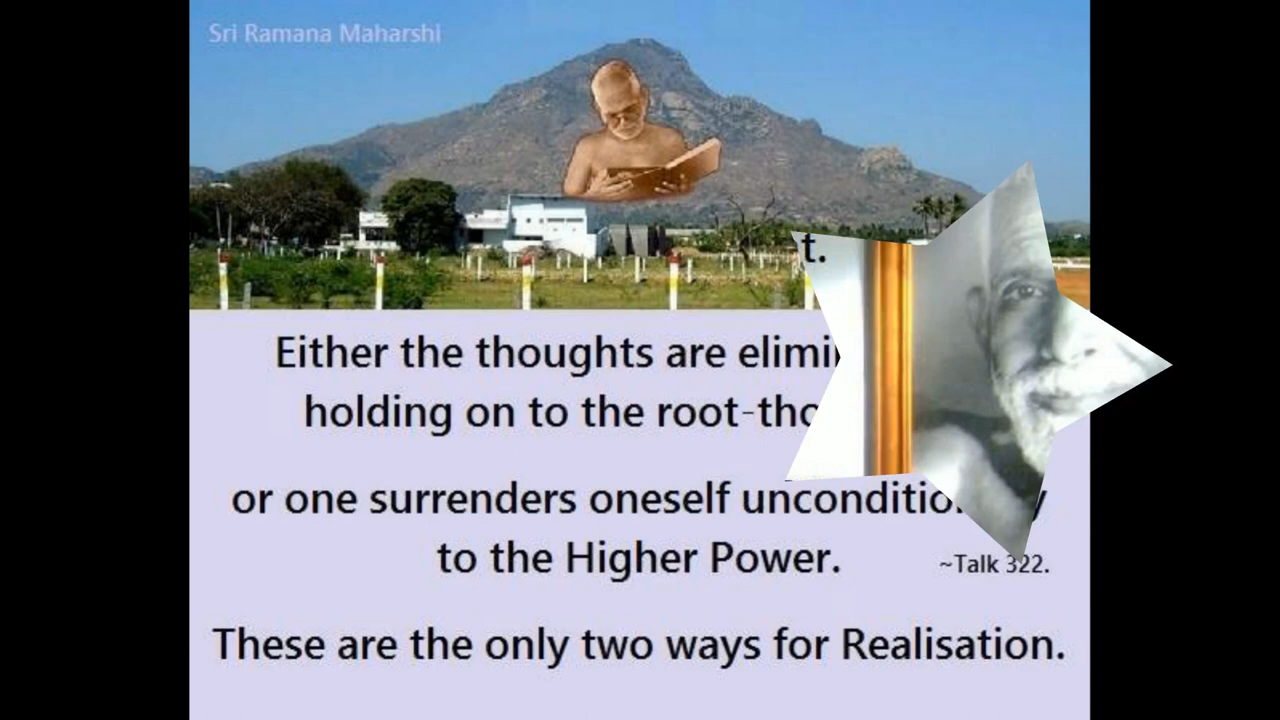 Sri Ramana Maharshi
t.
Either the thoughts are elimi
holding on to the root-tho
or one surrenders oneself unconditio y
to the Higher Power.
~Talk 322.
These are the only two ways for Realisation.